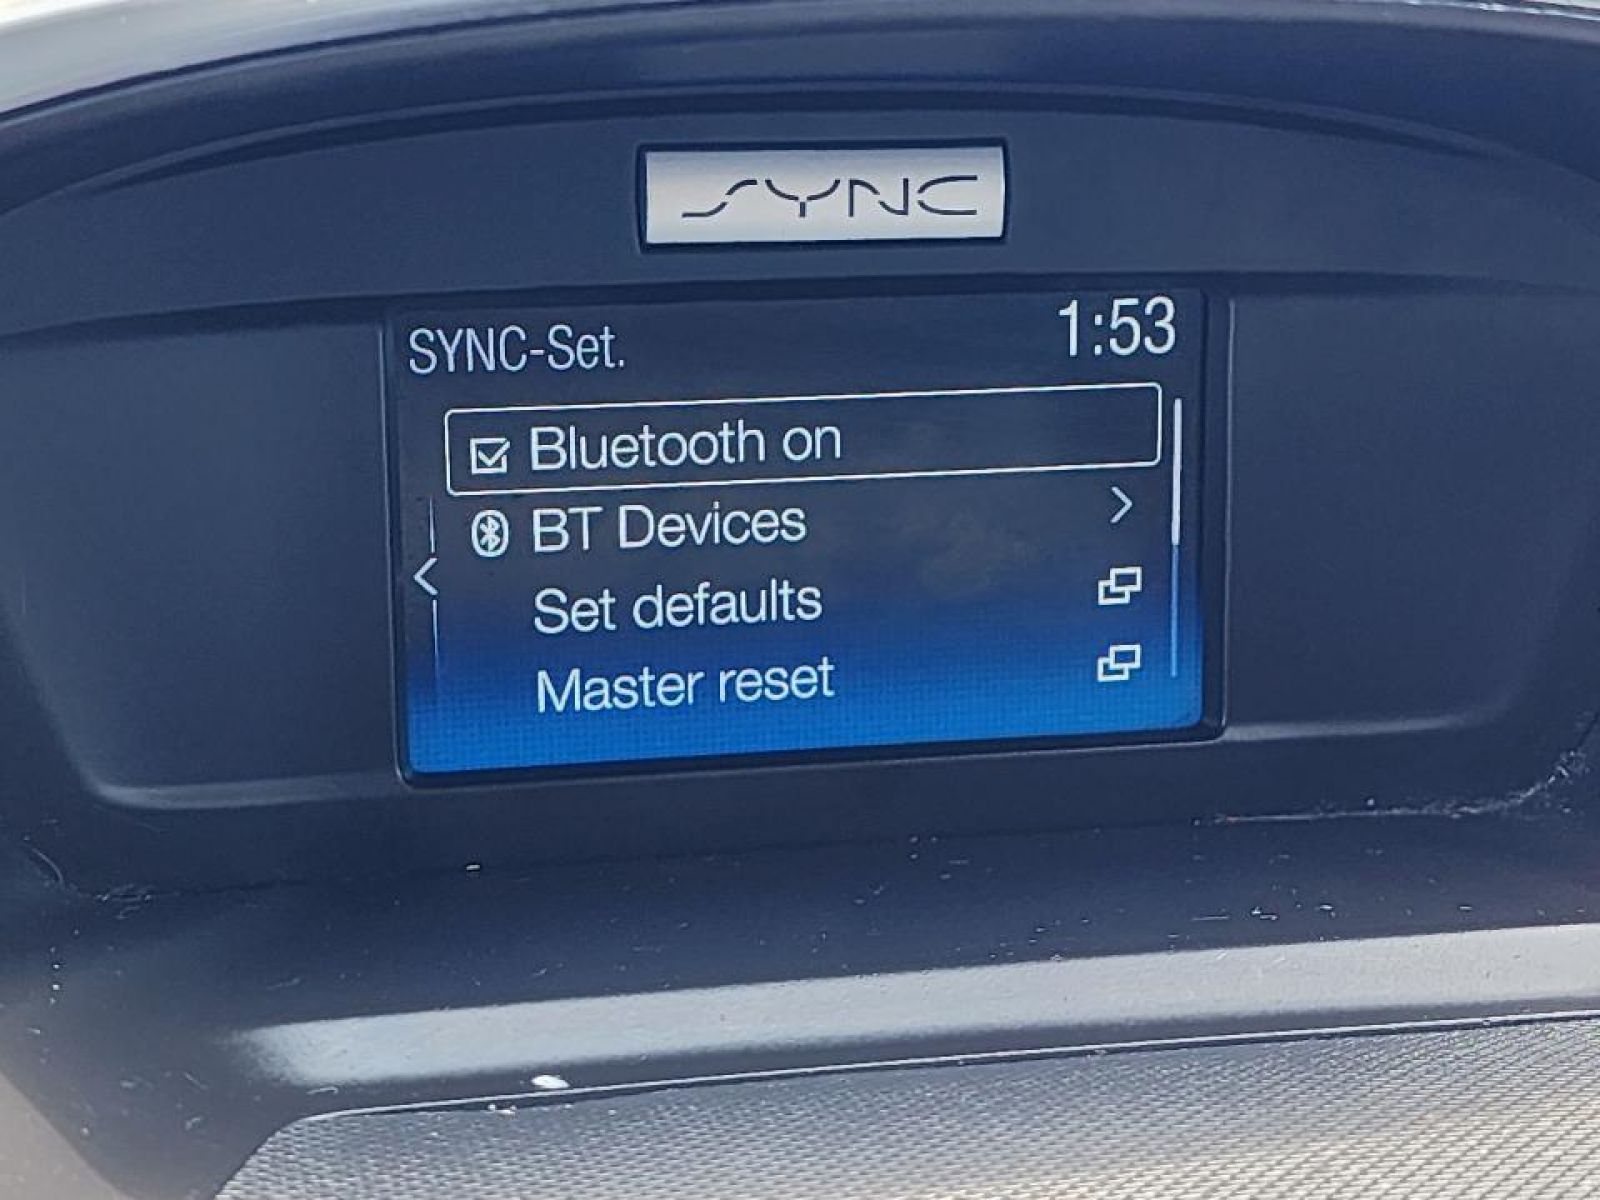 SYNC
SYNC-Set.
1:53
Bluetooth on
BT Devices
Set defaults
Master reset